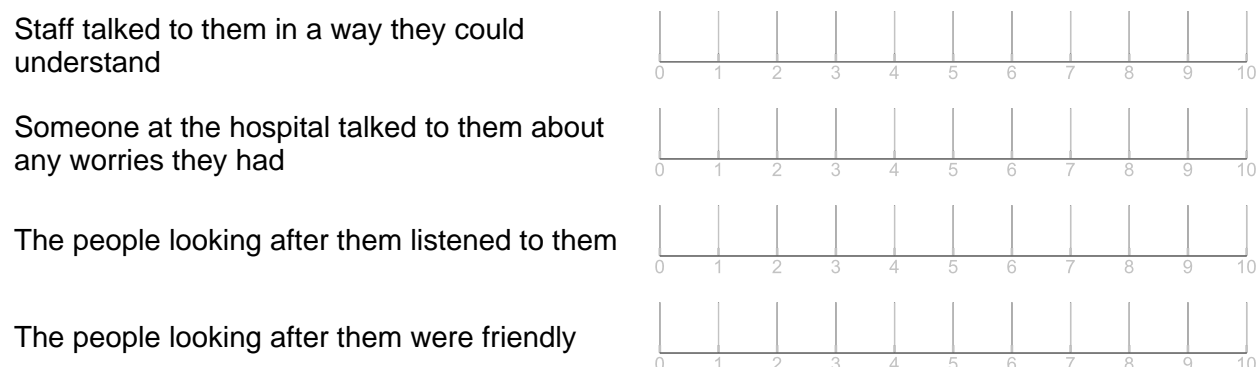 Staff talked to them in a way they could
understand
0 1 2 3 4 5 6 7 8 9 10
Someone at the hospital talked to them about
any worries they had
0 1 2 3 4 5 6 7 8 9 10
The people looking after them listened to them
0 1 2 3 4 5 6 7 8 9 10
The people looking after them were friendly
0 1 2 3 4 5 6 7 8 9 10